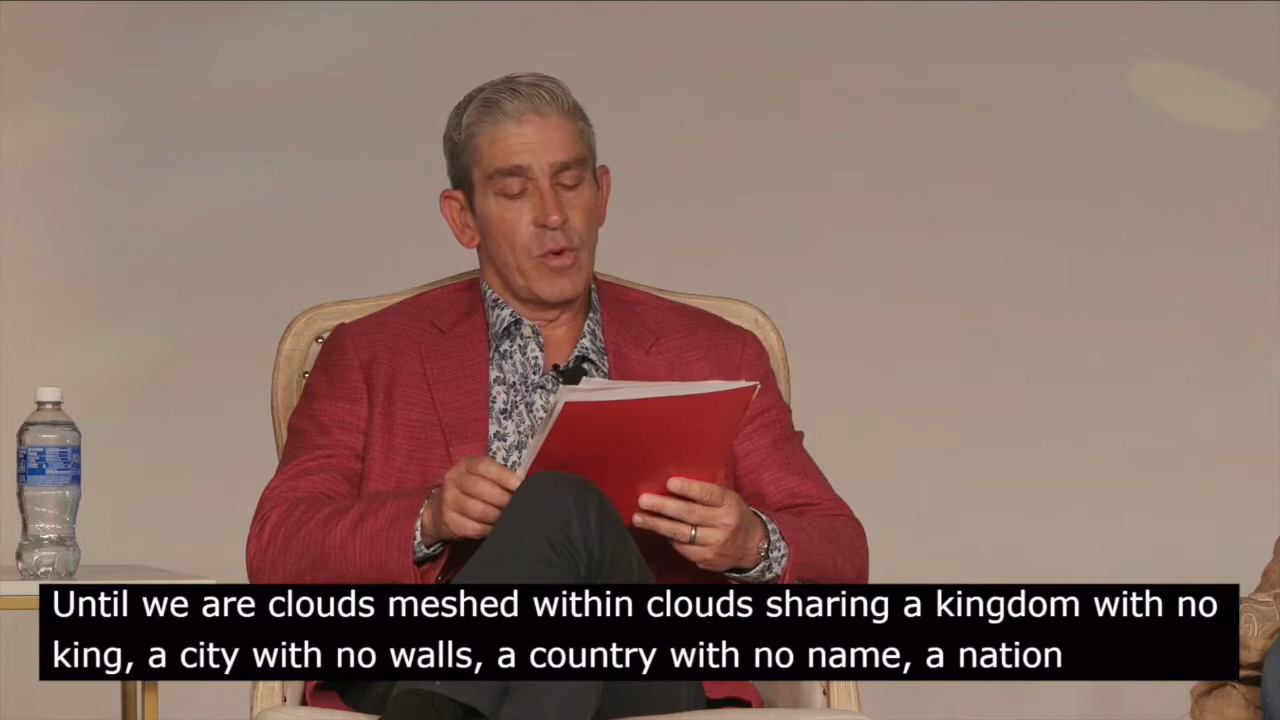 Until we are clouds meshed within clouds sharing a kingdom with no
king, a city with no walls, a country with no name, a nation